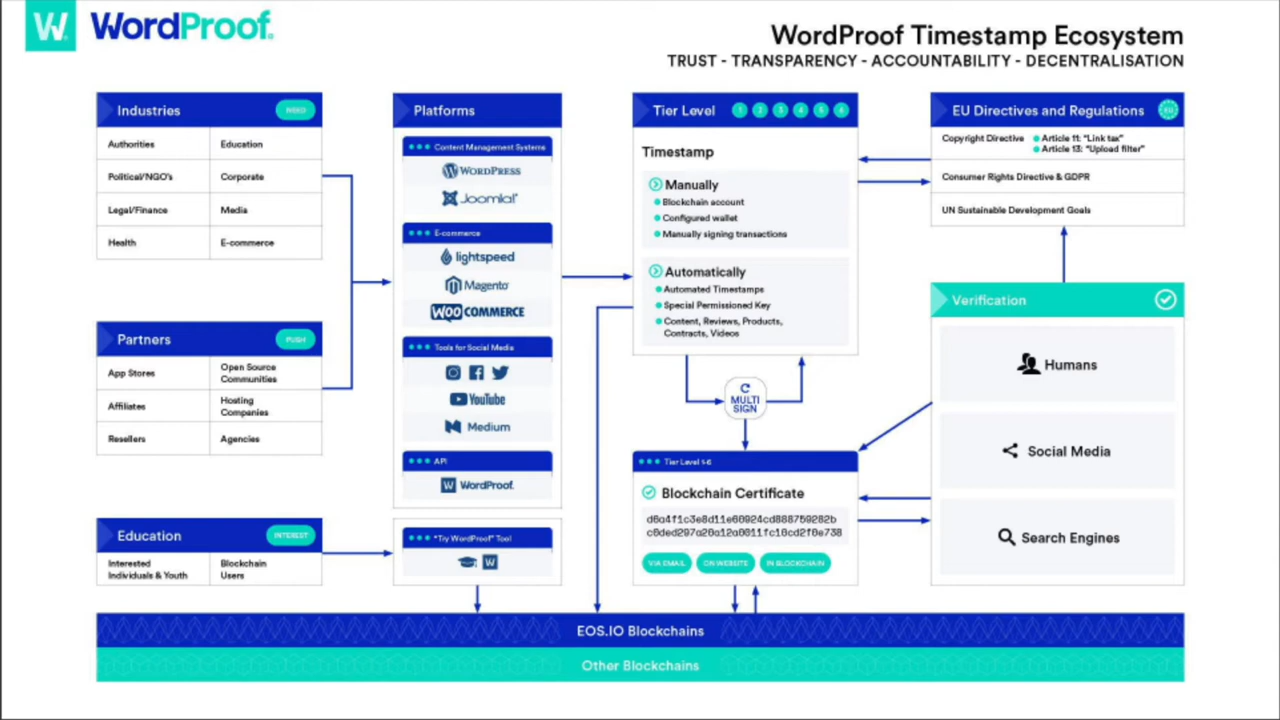 W.
WordProof.
WordProof Timestamp Ecosystem
TRUST - TRANSPARENCY - ACCOUNTABILITY - DECENTRALISATION
Industries
NEED
Authorities
Education
Political/NGO's
Corporate
Legal/Finance
Media
Health
E-commerce
Partners
PUSH
App Stores
Open Source
Communities
Affiliates
Hosting
Companies
Resellers
Agencies
Education
INTEREST
Interested
Individuals & Youth
Blockchain
Users
Platforms
Content Management Systems
WORDPRESS
Joomla!
E-commerce
lightspeed
Magento
WOO COMMERCE
Tools for Social Media
YouTube
Medium
API
W WordProof
"Try WordProof" Tool
W
Tier Level
1 2 3 4 5 6
Timestamp
Manually
Blockchain account
Configured wallet
Manually signing transactions
Automatically
Automated Timestamps
Special Permissioned Key
Content, Reviews, Products,
Contracts, Videos
MULTI
SIGN
Tier Level 1-6
Blockchain Certificate
d6a4f1c3e8d11e60924cd888759282b
c0ded297a20a12a0011fc10cd2f0e738
VIA EMAIL
ON WEBSITE
IN BLOCKCHAIN
EU Directives and Regulations
EU
Copyright Directive
Article 11: "Link tax"
Article 13: "Upload filter"
Consumer Rights Directive & GDPR
UN Sustainable Development Goals
Verification
Humans
Social Media
Search Engines
EOS.IO Blockchains
Other Blockchains